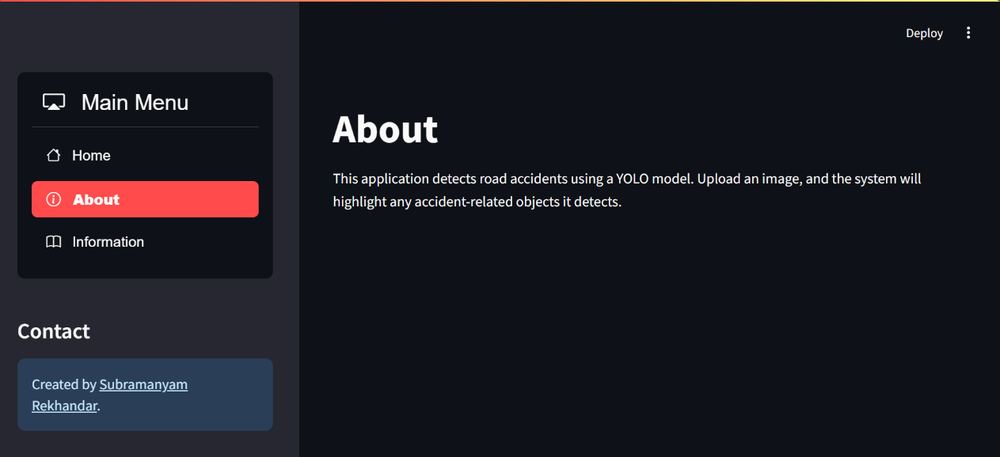 Deploy
Main Menu
Home
About
Information
Contact
Created by Subramanyam
Rekhandar.
About
This application detects road accidents using a YOLO model. Upload an image, and the system will
highlight any accident-related objects it detects.